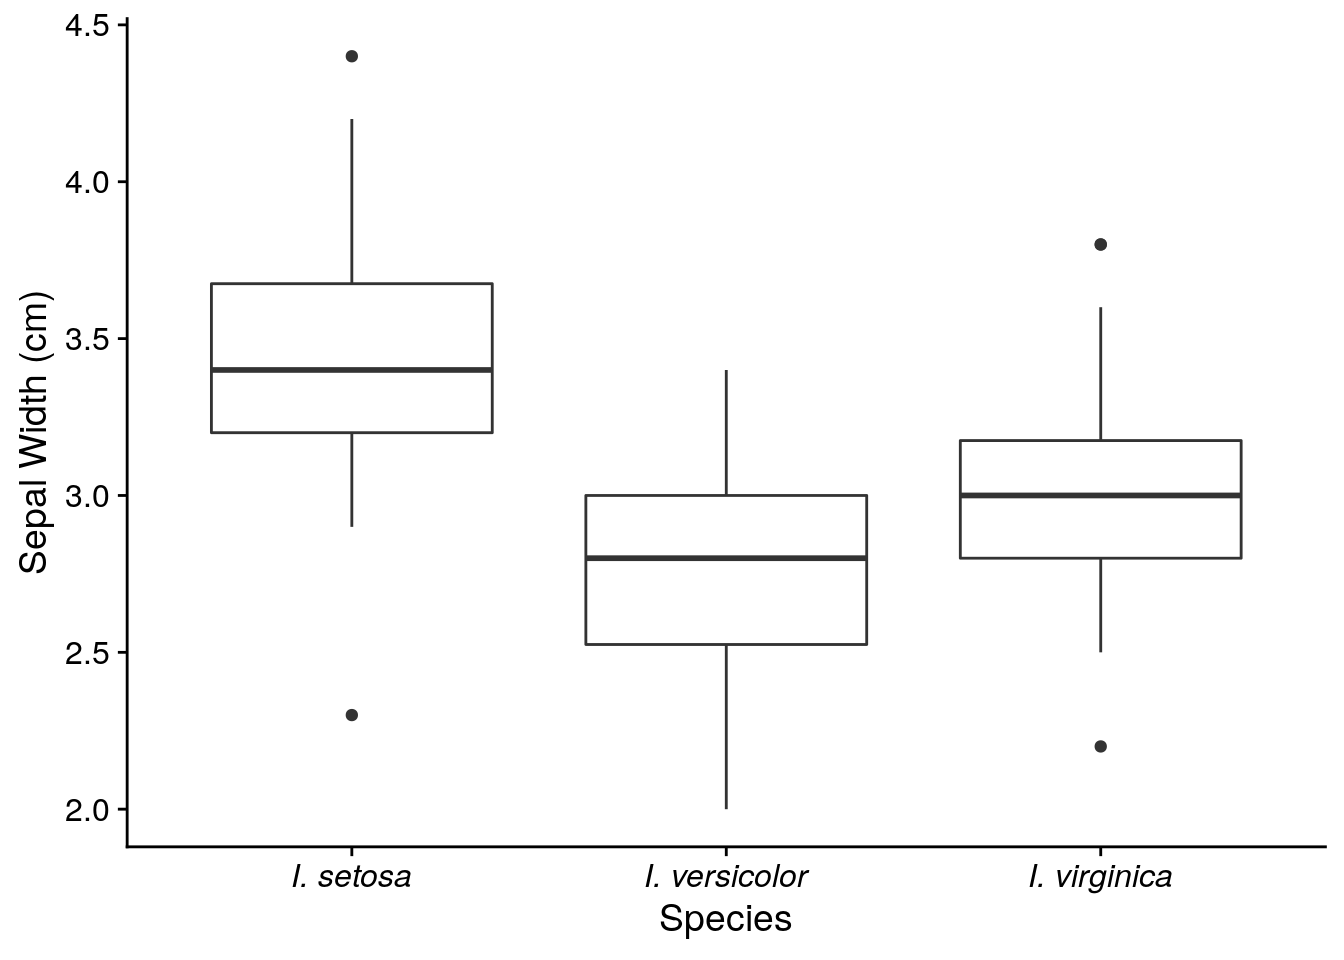 Sepal Width (cm)
4.5
4.0
3.5
3.0
2.5
2.0
I. setosa
I. versicolor
I. virginica
Species